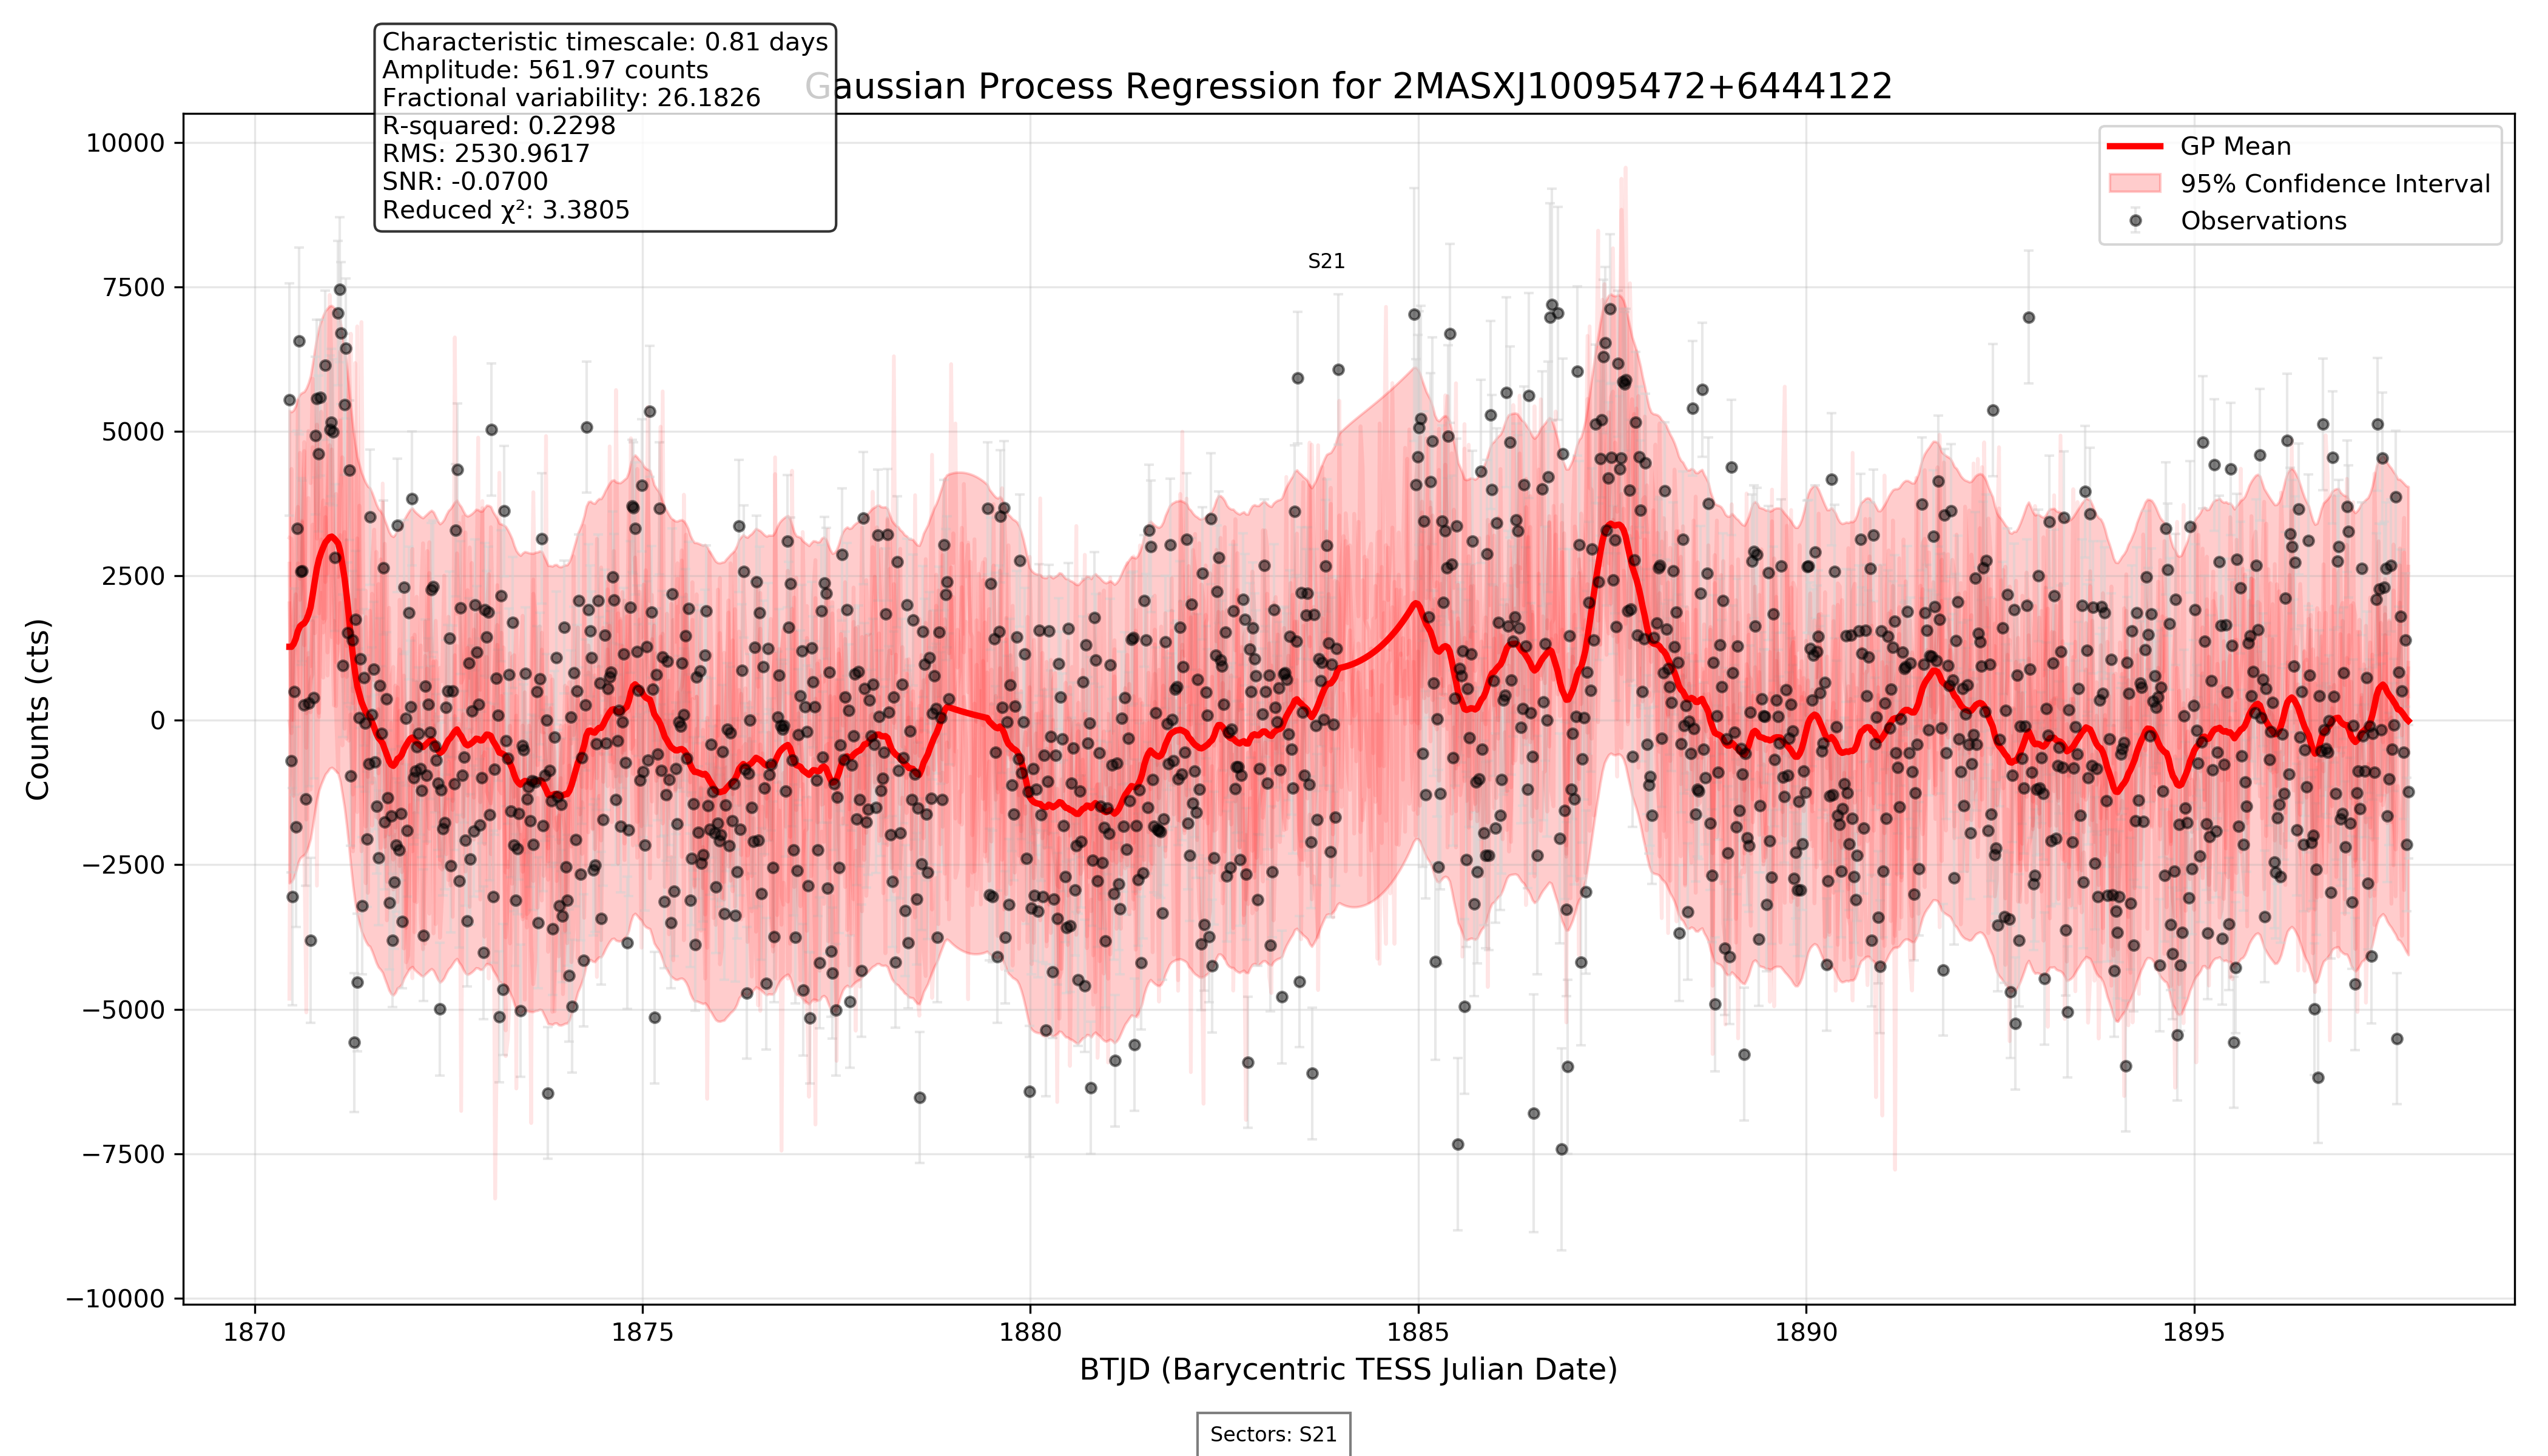 Characteristic timescale: 0.81 days
Amplitude: 561.97 counts
Fractional variability: 26.1826
R-squared: 0.2298
RMS: 2530.9617
SNR: -0.0700
Reduced χ²: 3.3805
Gaussian Process Regression for 2MASXJ10095472+6444122
GP Mean
95% Confidence Interval
Observations
S21
Counts (cts)
10000
7500
5000
2500
0
−2500
−5000
−7500
−10000
1870 1875 1880 1885 1890 1895
BTJD (Barycentric TESS Julian Date)
Sectors: S21